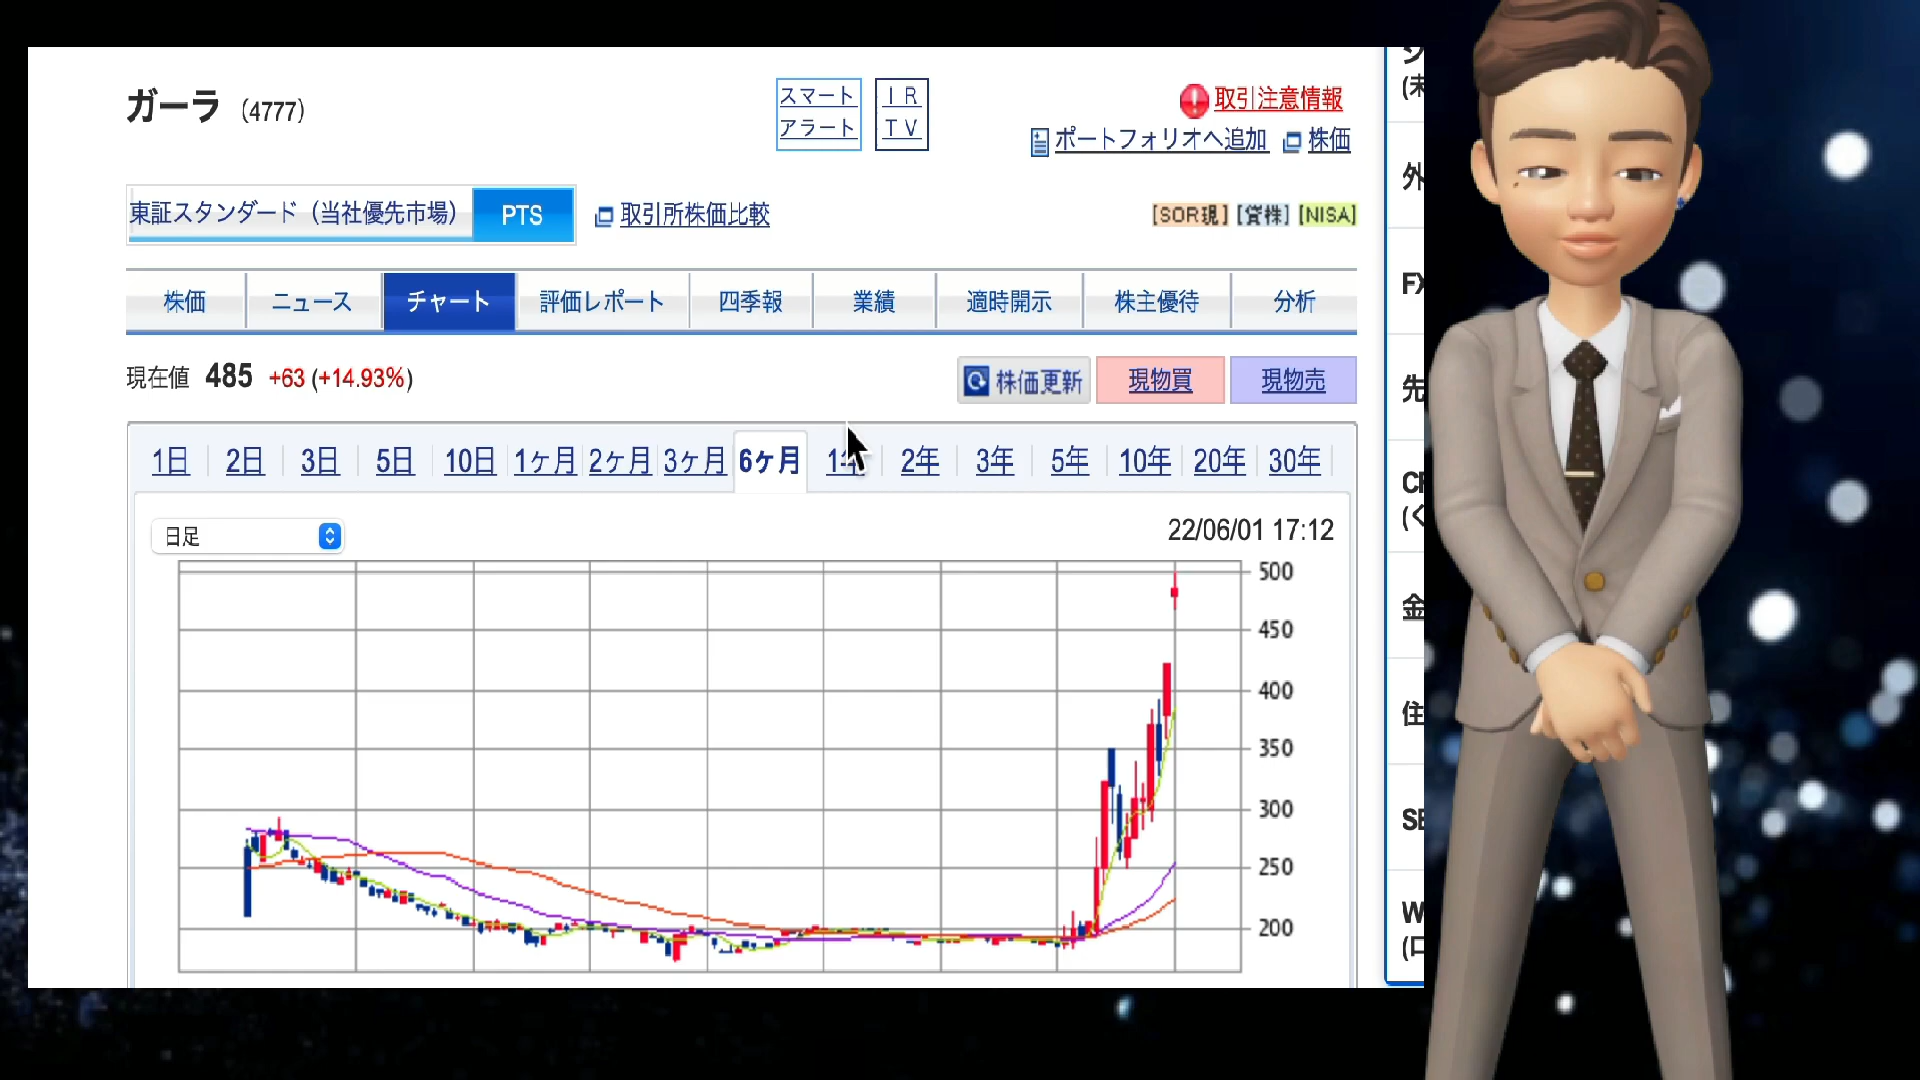 ガーラ (4777)
スマート
アラート
IR
TV
取引注意情報
ポートフォリオへ追加 株価
東証スタンダード（当社優先市場） PTS 取引所株価比較
[SOR現] [貸株] [NISA]
株価 ニュース チャート 評価レポート 四季報 業績 適時開示 株主優待 分析
現在値 485 +63 (+14.93%)
株価更新 現物買 現物売
1日 2日 3日 5日 10日 1ヶ月 2ヶ月 3ヶ月 6ヶ月 1年 2年 3年 5年 10年 20年 30年
日足
22/06/01 17:12
500
450
400
350
300
250
200
外
先
金
住